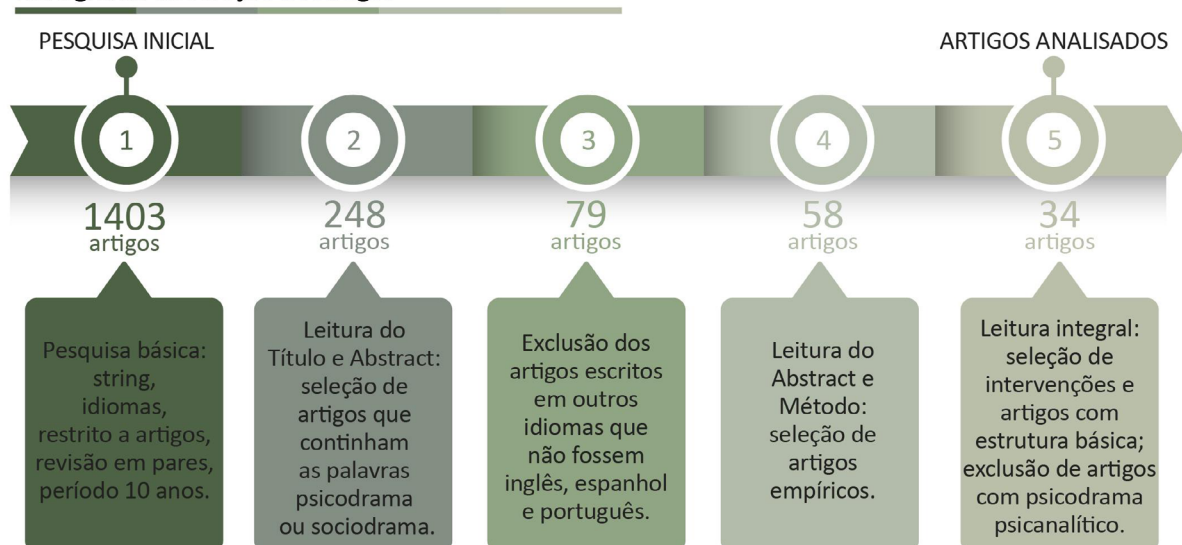 PESQUISA INICIAL
ARTIGOS ANALISADOS
1
2
3
4
5
1403
artigos
248
artigos
79
artigos
58
artigos
34
artigos
Pesquisa básica:
string,
idiomas,
restrito a artigos,
revisão em pares,
período 10 anos.
Leitura do
Título e Abstract:
seleção de
artigos que
continham
as palavras
psicodrama
ou sociodrama.
Exclusão dos
artigos escritos
em outros
idiomas que
não fossem
inglês, espanhol
e português.
Leitura do
Abstract e
Método:
seleção de
artigos
empíricos.
Leitura integral:
seleção de
intervenções e
artigos com
estrutura básica;
exclusão de artigos
com psicodrama
psicanalítico.